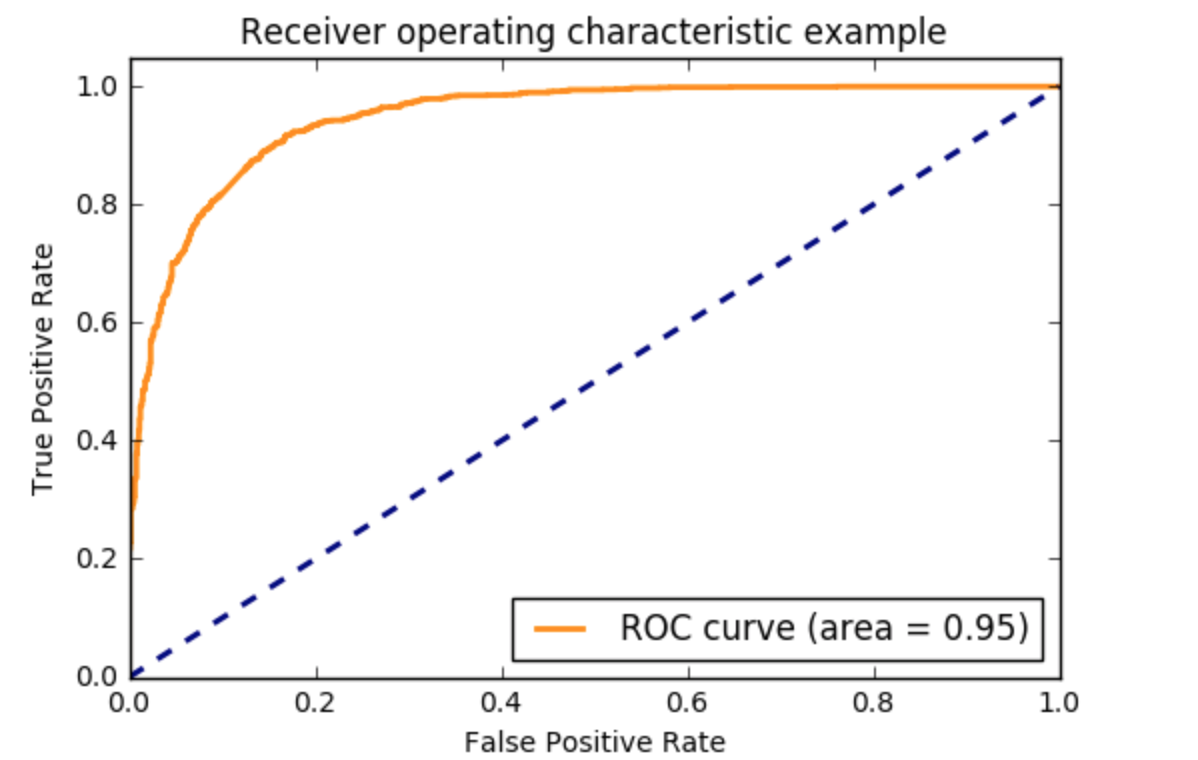 Receiver operating characteristic example
1.0
0.8
0.6
0.4
0.2
0.0
True Positive Rate
ROC curve (area = 0.95)
0.0 0.2 0.4 0.6 0.8 1.0
False Positive Rate